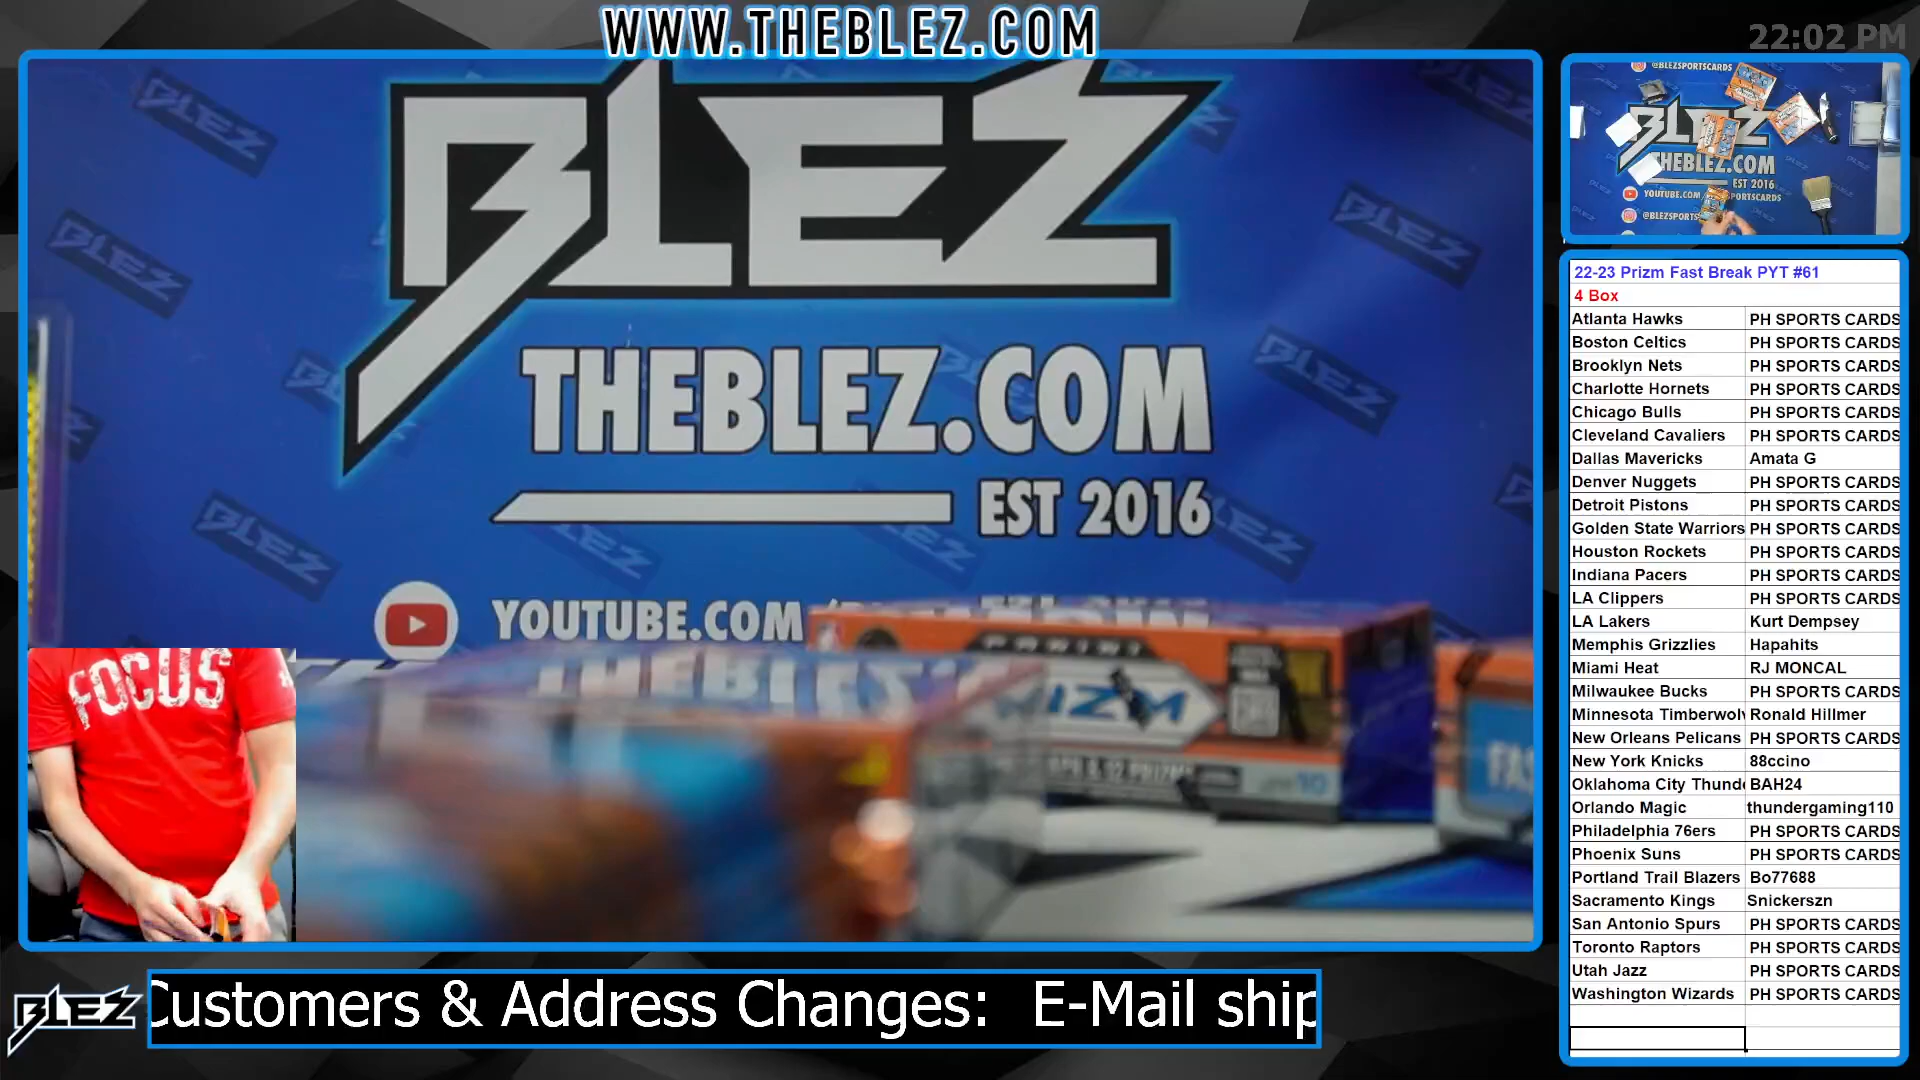 WWW.THEBLEZ.COM
22:02 PM
BLEZ
THEBLEZ.COM
EST 2016
YOUTUBE.COM
PANINI
FOCUS
@BLEZSPORTSCARDS
BLEZ
THEBLEZ.COM
EST 2016
YOUTUBE.COM SPORTSCARDS
@BLEZSPORTS
22-23 Prizm Fast Break PYT #61
4 Box
Atlanta Hawks PH SPORTS CARDS
Boston Celtics PH SPORTS CARDS
Brooklyn Nets PH SPORTS CARDS
Charlotte Hornets PH SPORTS CARDS
Chicago Bulls PH SPORTS CARDS
Cleveland Cavaliers PH SPORTS CARDS
Dallas Mavericks Amata G
Denver Nuggets PH SPORTS CARDS
Detroit Pistons PH SPORTS CARDS
Golden State Warriors PH SPORTS CARDS
Houston Rockets PH SPORTS CARDS
Indiana Pacers PH SPORTS CARDS
LA Clippers PH SPORTS CARDS
LA Lakers Kurt Dempsey
Memphis Grizzlies Hapahits
Miami Heat RJ MONCAL
Milwaukee Bucks PH SPORTS CARDS
Minnesota Timberwolv Ronald Hillmer
New Orleans Pelicans PH SPORTS CARDS
New York Knicks 88ccino
Oklahoma City Thunde BAH24
Orlando Magic thundergaming110
Philadelphia 76ers PH SPORTS CARDS
Phoenix Suns PH SPORTS CARDS
Portland Trail Blazers Bo77688
Sacramento Kings Snickerszn
San Antonio Spurs PH SPORTS CARDS
Toronto Raptors PH SPORTS CARDS
Utah Jazz PH SPORTS CARDS
Washington Wizards PH SPORTS CARDS
BLEZ
Customers & Address Changes: E-Mail ship